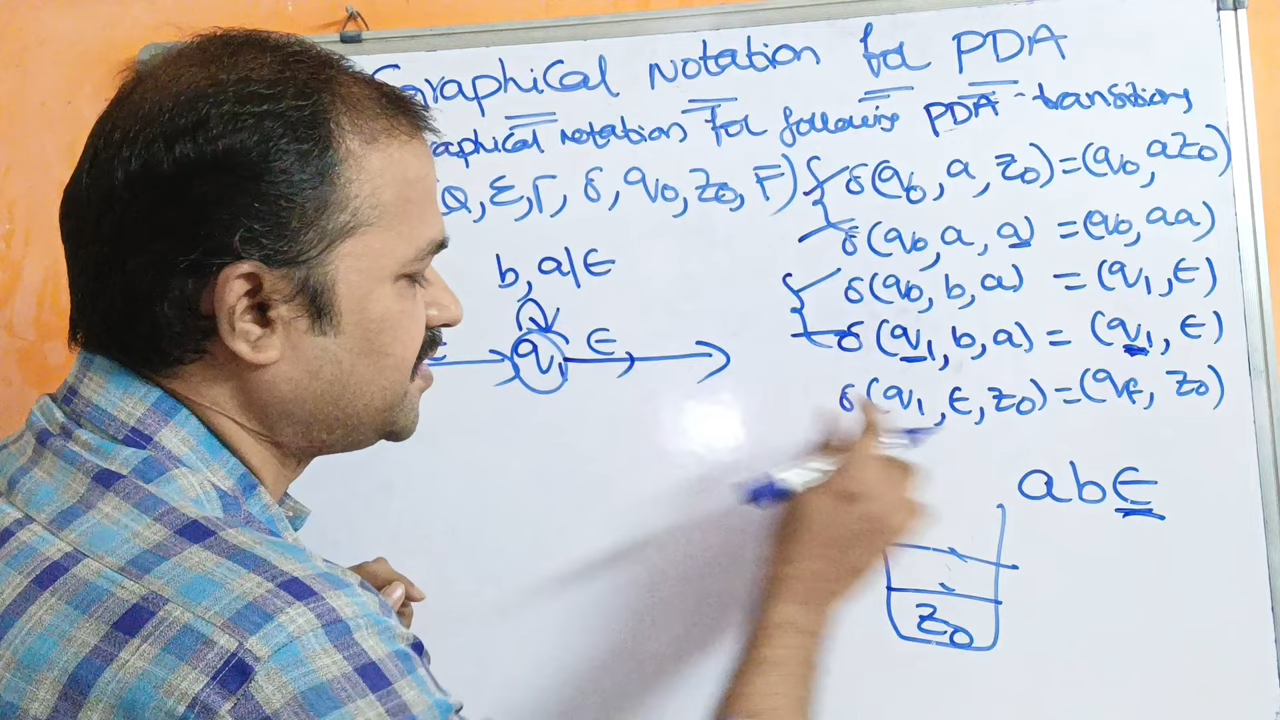 Graphical Notation for PDA
raphical notation for following PDA transitions
Q, Σ, Γ, δ, q0, z0, F)
δ(q0, a, z0) = (q0, az0)
δ(q0, a, a) = (q0, aa)
δ(q0, b, a) = (q1, ε)
δ(q1, b, a) = (q1, ε)
δ(q1, ε, z0) = (qf, z0)
b, a/ε
q1
ε,
abε
z0